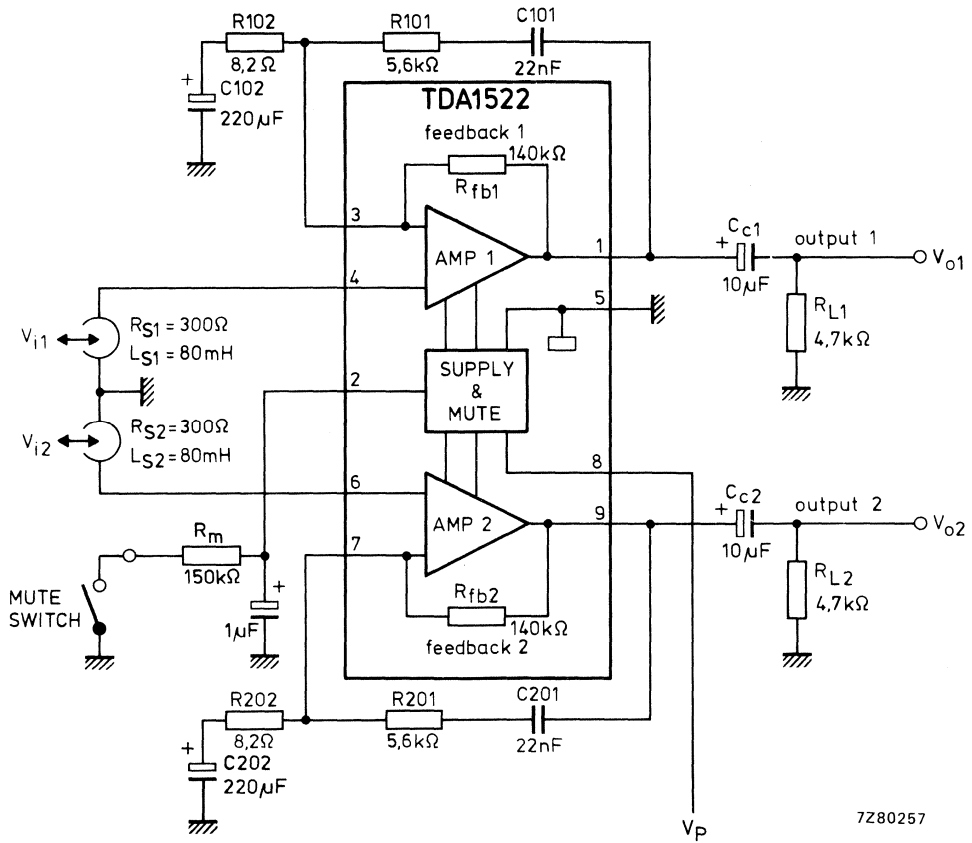 R102
8,2Ω
R101
5,6kΩ
C101
22nF
+
C102
220µF
TDA1522
feedback 1
140kΩ
Rfb1
3
AMP 1
1
4
+
Cc1
10µF
output 1
Vo1
RL1
4,7kΩ
5
Vi1
RS1=300Ω
LS1=80mH
2
SUPPLY
&
MUTE
Vi2
RS2=300Ω
LS2=80mH
8
6
AMP 2
9
+
Cc2
10µF
output 2
Vo2
RL2
4,7kΩ
7
Rm
150kΩ
MUTE
SWITCH
+
1µF
Rfb2
140kΩ
feedback 2
R202
8,2Ω
R201
5,6kΩ
C201
22nF
+
C202
220µF
VP
7Z80257